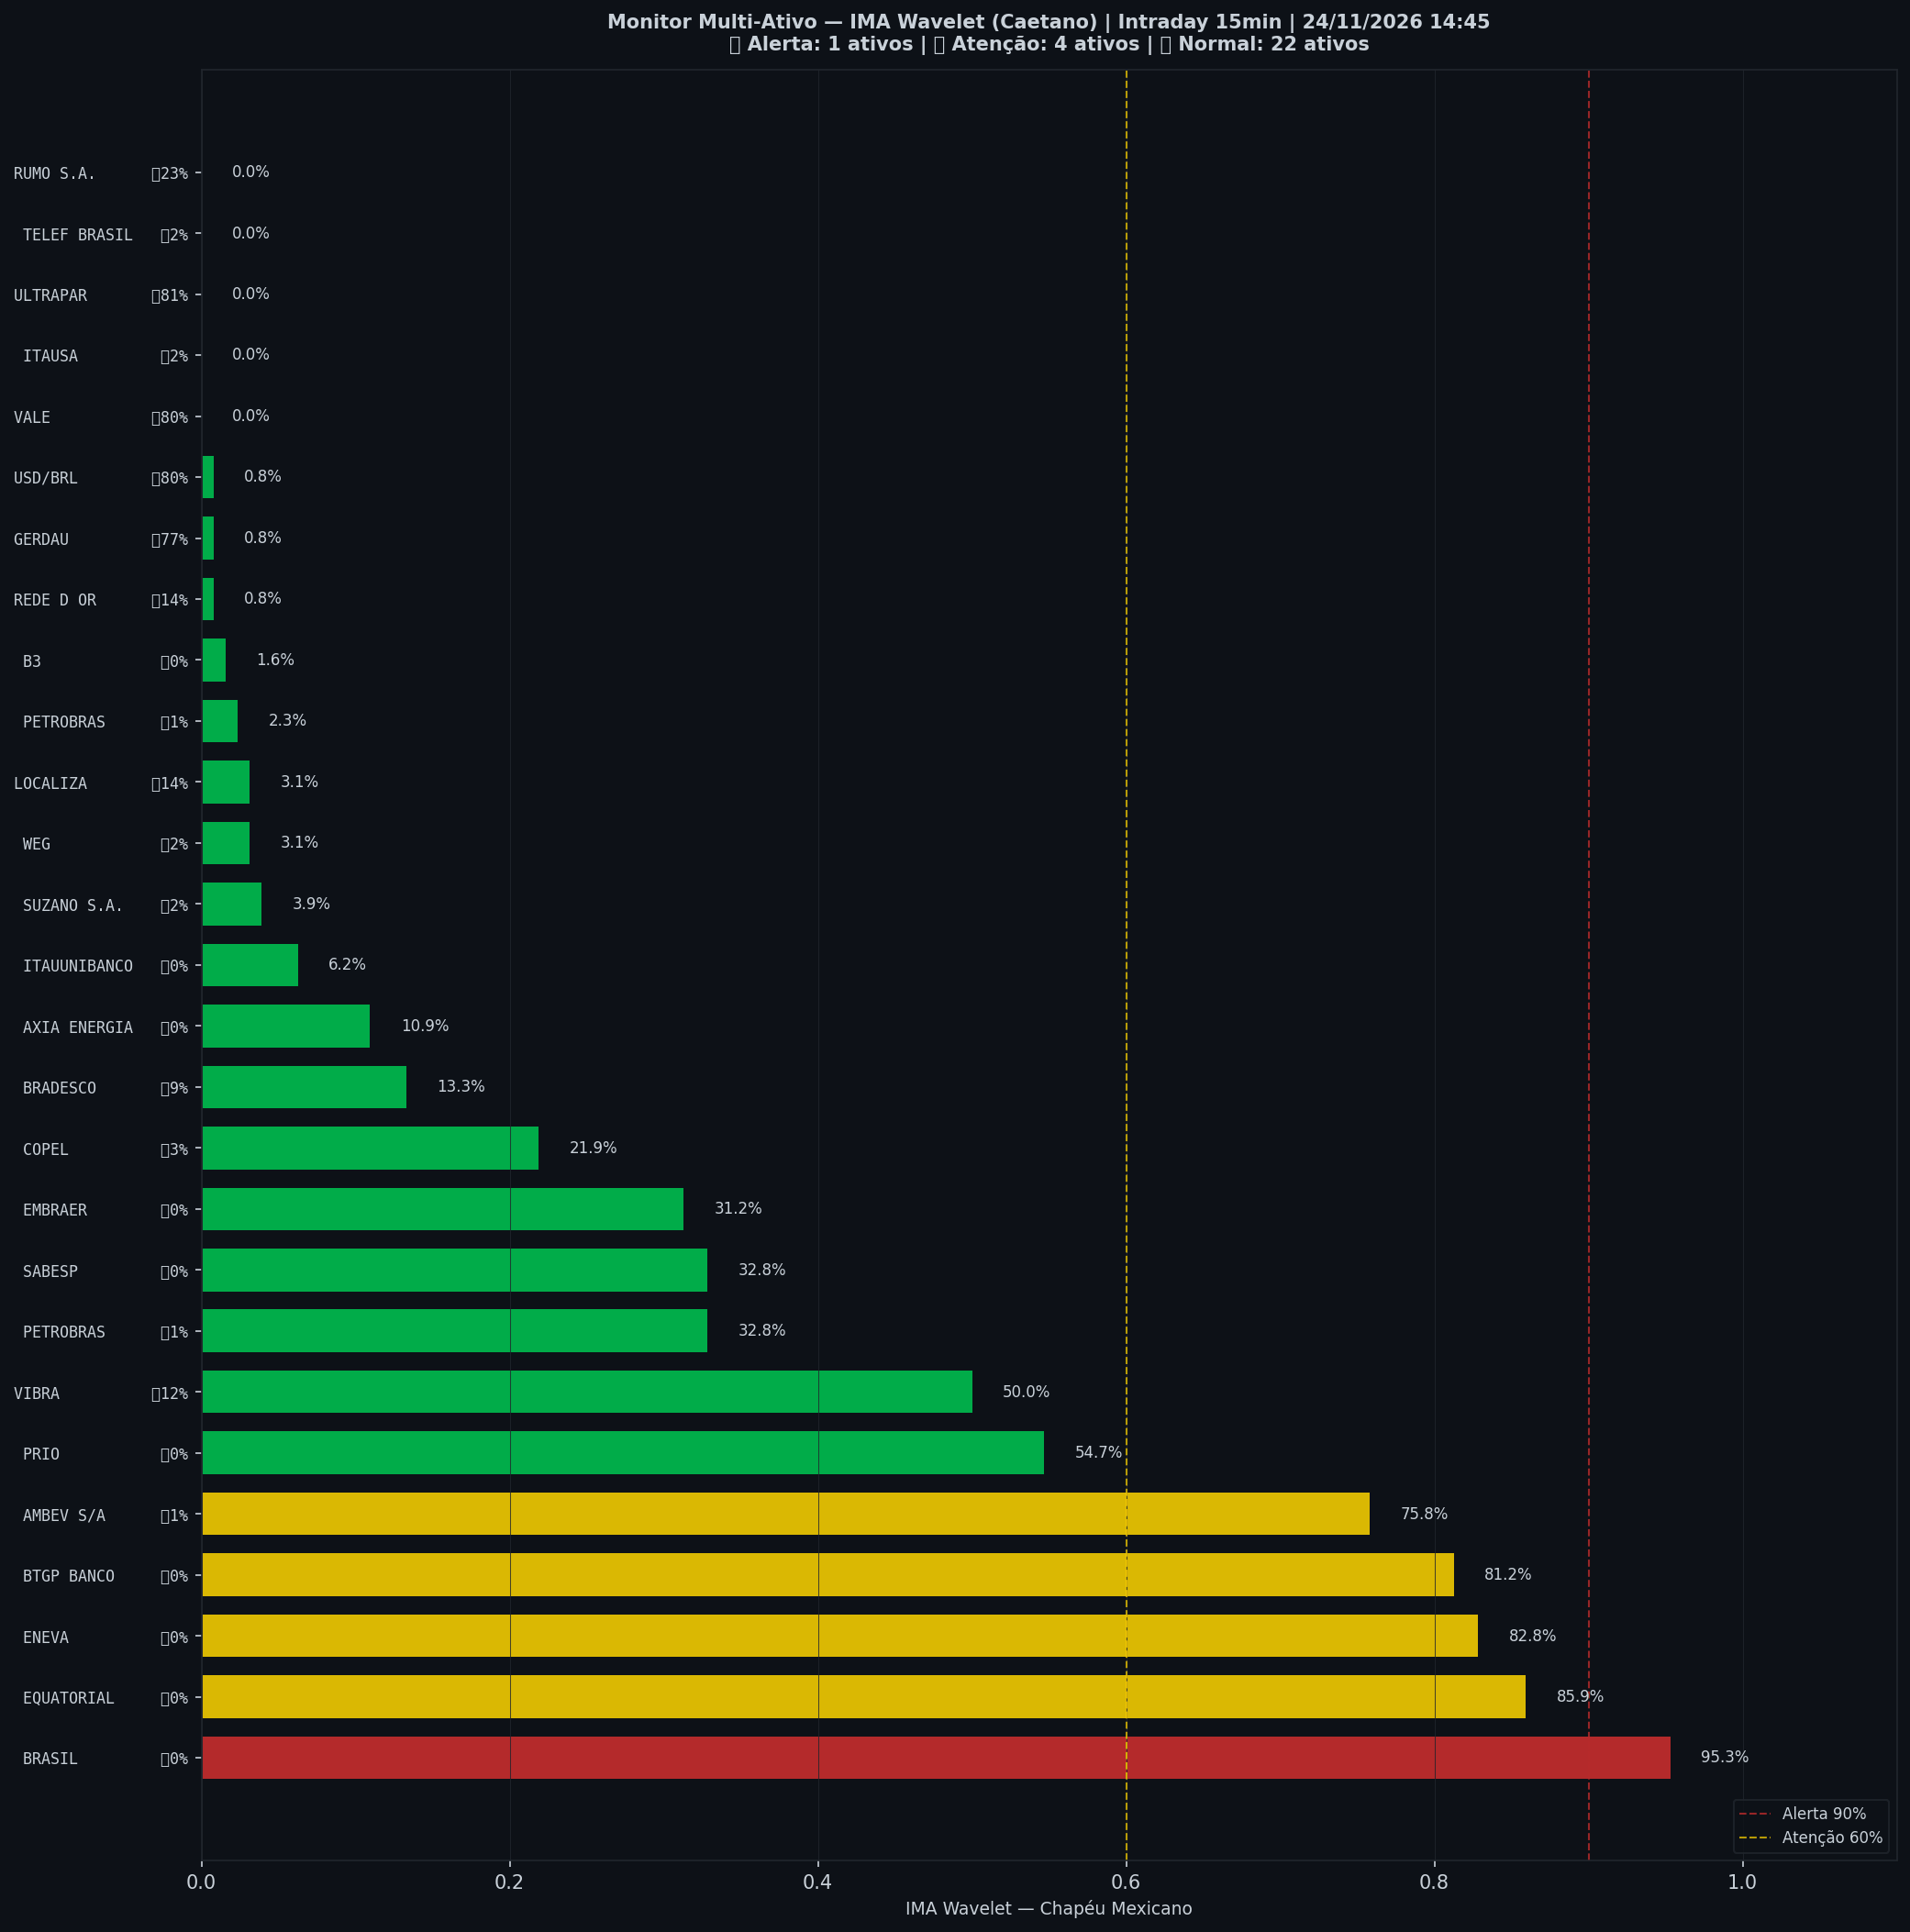 Monitor Multi-Ativo — IMA Wavelet (Caetano) | Intraday 15min | 24/11/2026 14:45
▯ Alerta: 1 ativos | ▯ Atenção: 4 ativos | ▯ Normal: 22 ativos
RUMO S.A. ▯23% 0.0%
TELEF BRASIL ▯2% 0.0%
ULTRAPAR ▯81% 0.0%
ITAUSA ▯2% 0.0%
VALE ▯80% 0.0%
USD/BRL ▯80% 0.8%
GERDAU ▯77% 0.8%
REDE D OR ▯14% 0.8%
B3 ▯0% 1.6%
PETROBRAS ▯1% 2.3%
LOCALIZA ▯14% 3.1%
WEG ▯2% 3.1%
SUZANO S.A. ▯2% 3.9%
ITAUUNIBANCO ▯0% 6.2%
AXIA ENERGIA ▯0% 10.9%
BRADESCO ▯9% 13.3%
COPEL ▯3% 21.9%
EMBRAER ▯0% 31.2%
SABESP ▯0% 32.8%
PETROBRAS ▯1% 32.8%
VIBRA ▯12% 50.0%
PRIO ▯0% 54.7%
AMBEV S/A ▯1% 75.8%
BTGP BANCO ▯0% 81.2%
ENEVA ▯0% 82.8%
EQUATORIAL ▯0% 85.9%
BRASIL ▯0% 95.3%
Alerta 90%
Atenção 60%
0.0 0.2 0.4 0.6 0.8 1.0
IMA Wavelet — Chapéu Mexicano